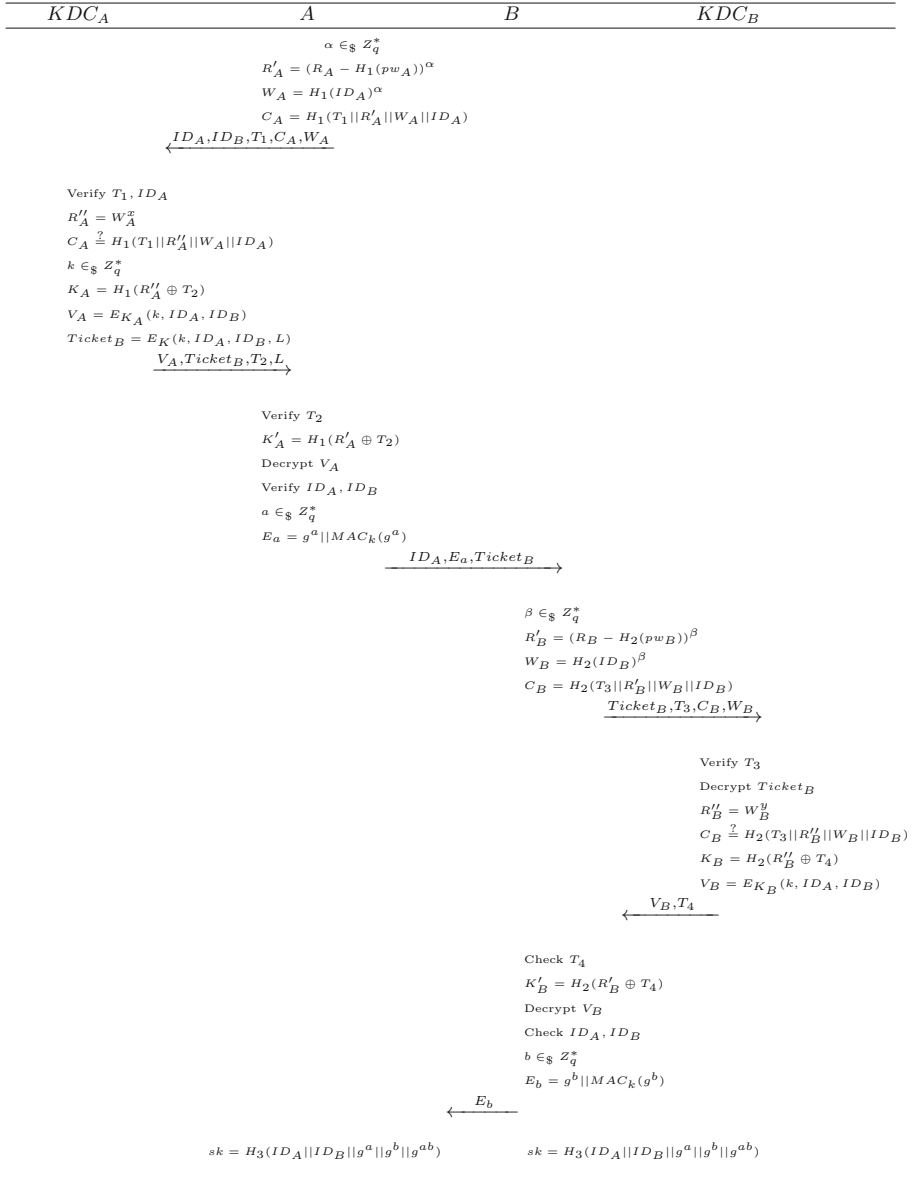 KDC_A A B KDC_B
α ∈_$ Z_q^*
R'_A = (R_A − H_1(pw_A))^α
W_A = H_1(ID_A)^α
C_A = H_1(T_1||R'_A||W_A||ID_A)
ID_A,ID_B,T_1,C_A,W_A
Verify T_1, ID_A
R''_A = W_A^x
C_A ?= H_1(T_1||R''_A||W_A||ID_A)
k ∈_$ Z_q^*
K_A = H_1(R''_A ⊕ T_2)
V_A = E_{K_A}(k, ID_A, ID_B)
Ticket_B = E_K(k, ID_A, ID_B, L)
V_A,Ticket_B,T_2,L
Verify T_2
K'_A = H_1(R'_A ⊕ T_2)
Decrypt V_A
Verify ID_A, ID_B
a ∈_$ Z_q^*
E_a = g^a||MAC_k(g^a)
ID_A,E_a,Ticket_B
β ∈_$ Z_q^*
R'_B = (R_B − H_2(pw_B))^β
W_B = H_2(ID_B)^β
C_B = H_2(T_3||R'_B||W_B||ID_B)
Ticket_B,T_3,C_B,W_B
Verify T_3
Decrypt Ticket_B
R''_B = W_B^y
C_B ?= H_2(T_3||R''_B||W_B||ID_B)
K_B = H_2(R''_B ⊕ T_4)
V_B = E_{K_B}(k, ID_A, ID_B)
V_B,T_4
Check T_4
K'_B = H_2(R'_B ⊕ T_4)
Decrypt V_B
Check ID_A, ID_B
b ∈_$ Z_q^*
E_b = g^b||MAC_k(g^b)
E_b
sk = H_3(ID_A||ID_B||g^a||g^b||g^{ab}) sk = H_3(ID_A||ID_B||g^a||g^b||g^{ab})